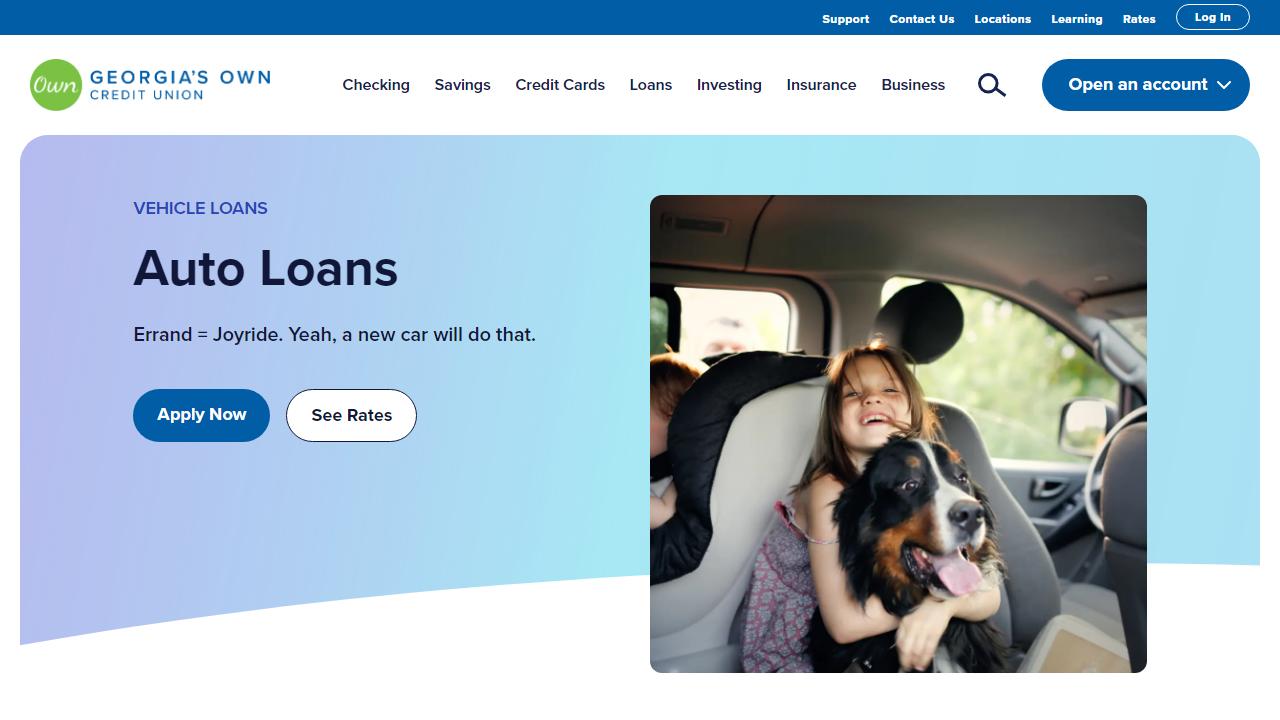 Support Contact Us Locations Learning Rates Log In
Own GEORGIA'S OWN
CREDIT UNION
Checking Savings Credit Cards Loans Investing Insurance Business Open an account
VEHICLE LOANS
Auto Loans
Errand = Joyride. Yeah, a new car will do that.
Apply Now See Rates